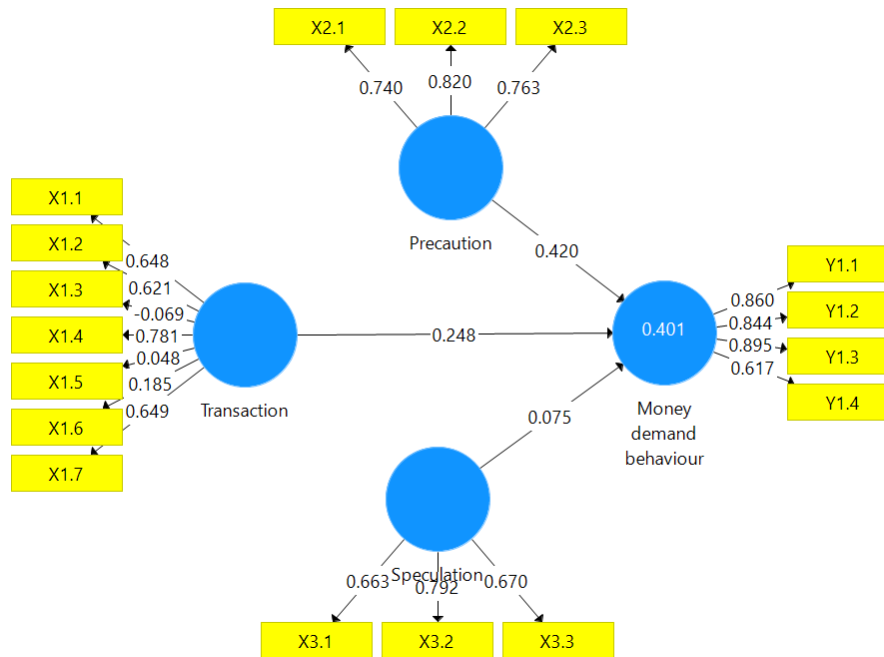 X2.1 X2.2 X2.3
0.740 0.820 0.763
Precaution
X1.1
X1.2
X1.3
X1.4
X1.5
X1.6
X1.7
0.648
0.621
-0.069
0.781
0.048
0.185
0.649
Transaction
0.420
0.248
0.075
0.401
Money
demand
behaviour
0.860
0.844
0.895
0.617
Y1.1
Y1.2
Y1.3
Y1.4
Speculation
0.663 0.792 0.670
X3.1 X3.2 X3.3